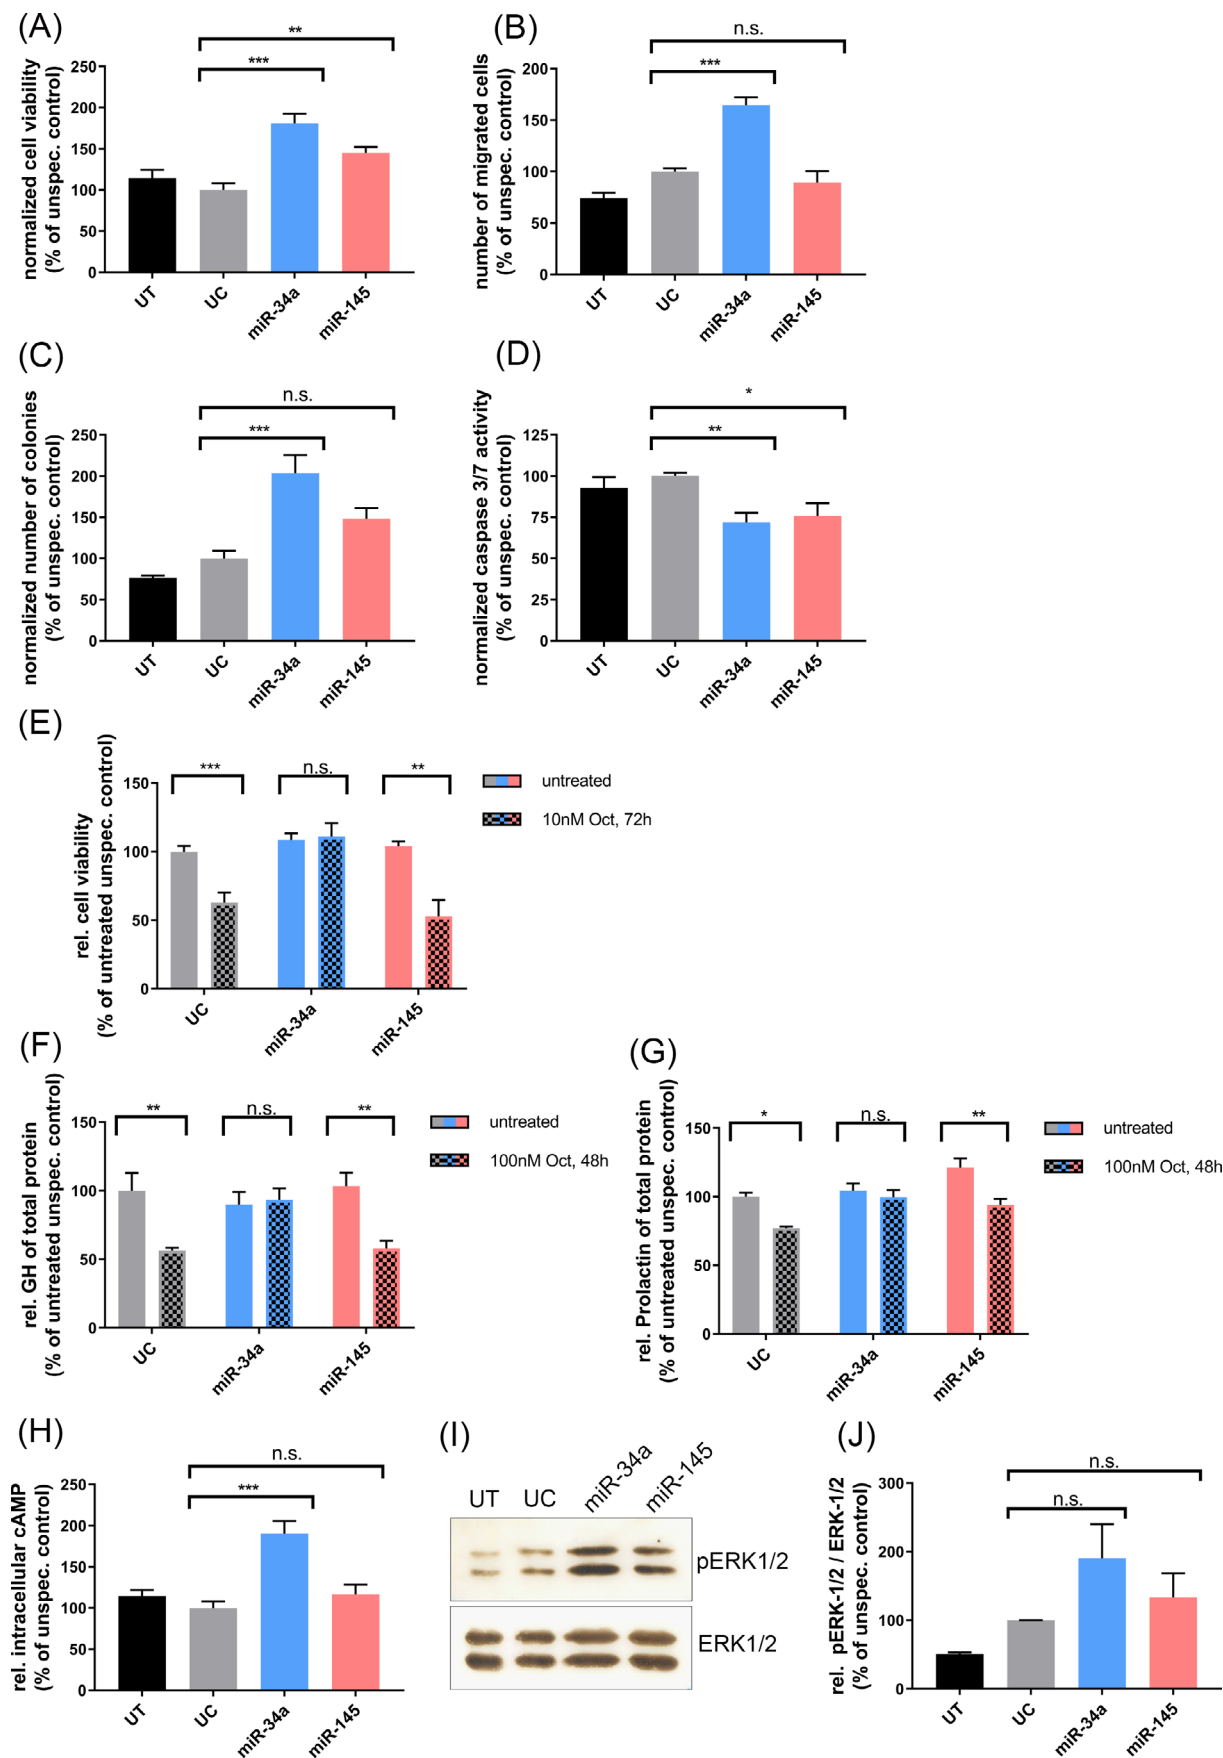 (A)
**
***
normalized cell viability
(% of unspec. control)
250
200
150
100
50
0
UT
UC
miR-34a
miR-145
(B)
n.s.
***
number of migrated cells
(% of unspec. control)
200
150
100
50
0
UT
UC
miR-34a
miR-145
(C)
n.s.
***
normalized number of colonies
(% of unspec. control)
250
200
150
100
50
0
UT
UC
miR-34a
miR-145
(D)
*
**
normalized caspase 3/7 activity
(% of unspec. control)
125
100
75
50
25
0
UT
UC
miR-34a
miR-145
(E)
*** n.s. **
untreated
10nM Oct, 72h
rel. cell viability
(% of untreated unspec. control)
150
100
50
0
UC
miR-34a
miR-145
(F)
** n.s. **
untreated
100nM Oct, 48h
rel. GH of total protein
(% of untreated unspec. control)
150
100
50
0
UC
miR-34a
miR-145
(G)
* n.s. **
untreated
100nM Oct, 48h
rel. Prolactin of total protein
(% of untreated unspec. control)
150
100
50
0
UC
miR-34a
miR-145
(H)
n.s.
***
rel. intracellular cAMP
(% of unspec. control)
250
200
150
100
50
0
UT
UC
miR-34a
miR-145
(I)
UT UC miR-34a miR-145
pERK1/2
ERK1/2
(J)
n.s.
n.s.
rel. pERK-1/2 / ERK-1/2
(% of unspec. control)
300
200
100
0
UT
UC
miR-34a
miR-145